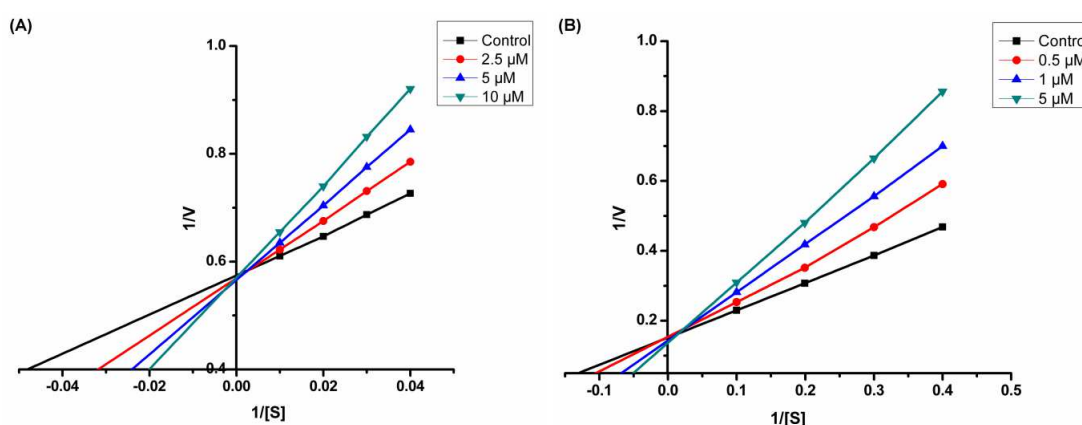 (A)
Control
2.5 µM
5 µM
10 µM
1.0
0.8
0.6
0.4
1/V
-0.04
-0.02
0.00
0.02
0.04
1/[S]
(B)
Contro
0.5 µM
1 µM
5 µM
1.0
0.8
0.6
0.4
0.2
1/V
-0.1
0.0
0.1
0.2
0.3
0.4
0.5
1/[S]